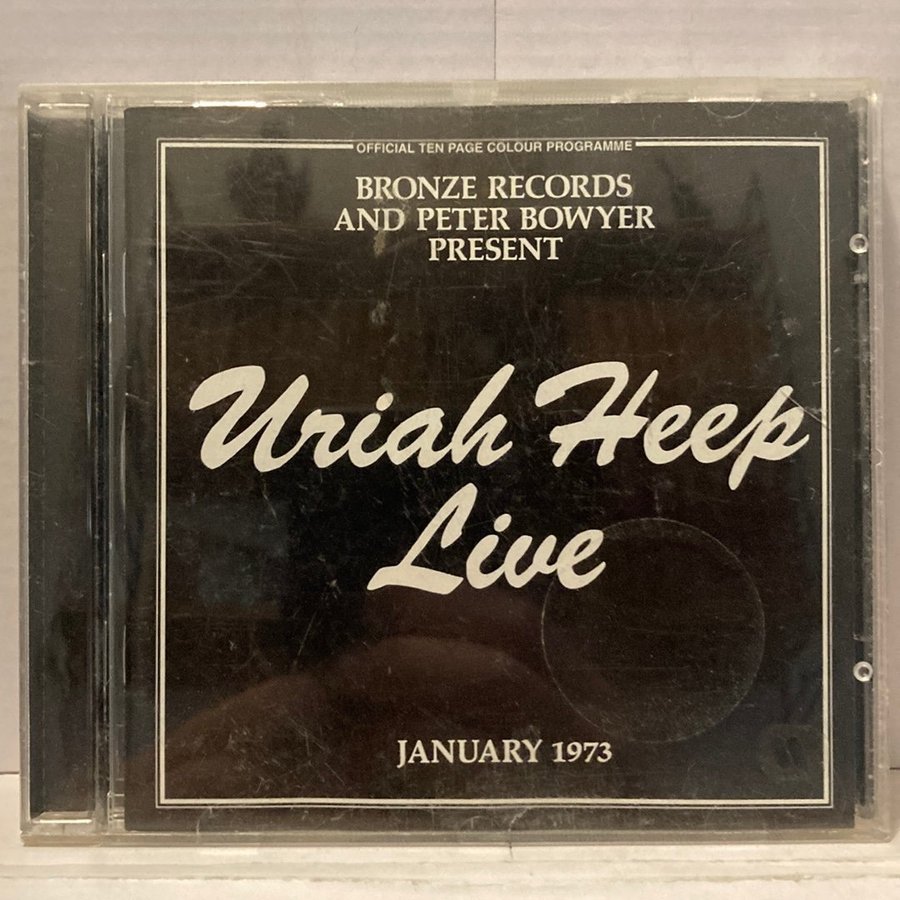 OFFICIAL TEN PAGE COLOUR PROGRAMME
BRONZE RECORDS
AND PETER BOWYER
PRESENT
Uriah Heep
Live
JANUARY 1973